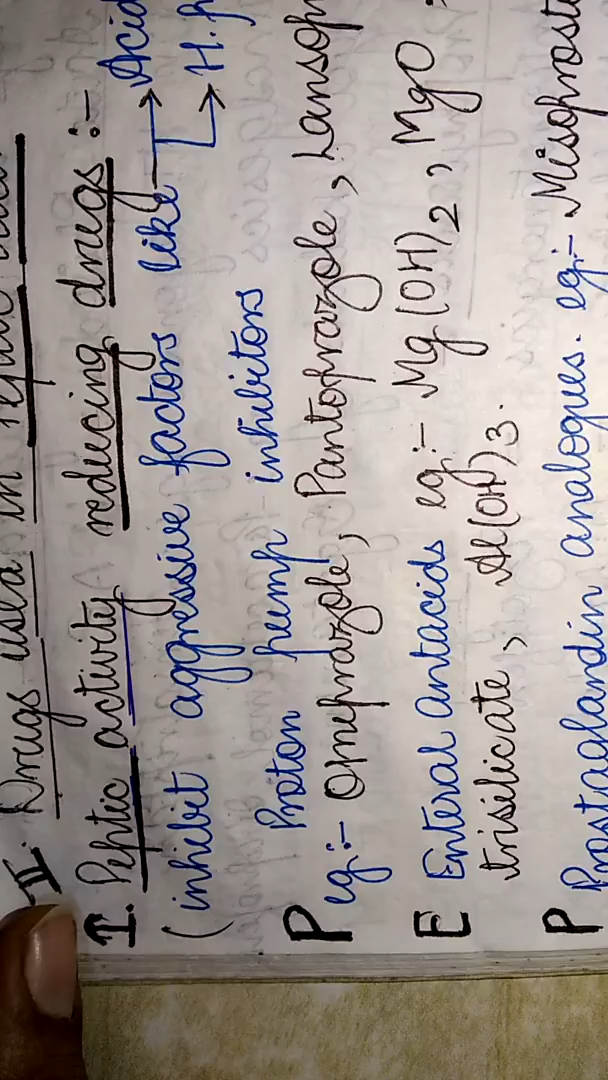 II. Drugs used in
I. Peptic activity reducing drugs :-
(inhibit aggressive factors like → Acid
→ H.
P Proton pump inhibitors
eg:- Omeprazole, Pantoprazole, Lansop
E Enteral antacids eg:- Mg(OH)2, MgO
trisilicate, Al(OH)3.
P Prostaglandin analogues. eg:- Misoprost